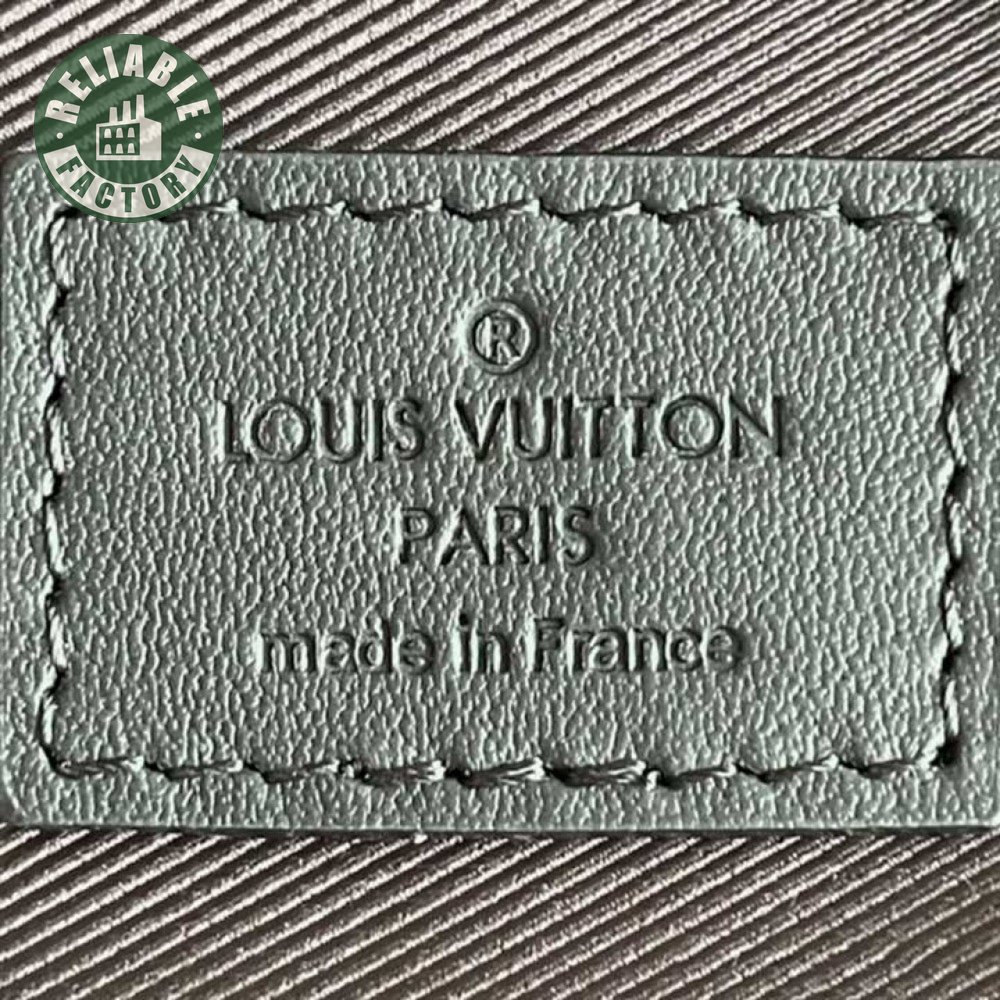 RELIABLE
FACTORY
®
LOUIS VUITTON
PARIS
made in France